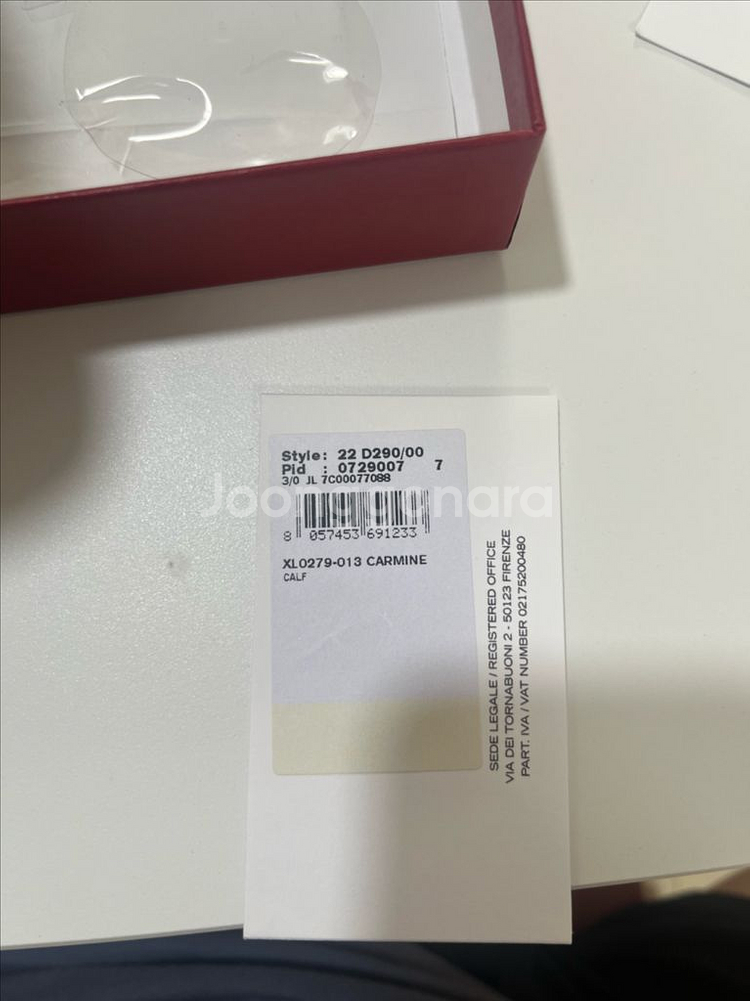 Style: 22 D290/00
Pid : 0729007 7
3/0 JL 7C00077088
Joonggonara
8 057453 691233
XL0279-013 CARMINE
CALF
SEDE LEGALE / REGISTERED OFFICE
VIA DEI TORNABUONI 2 - 50123 FIRENZE
PART. IVA / VAT NUMBER 02175200480